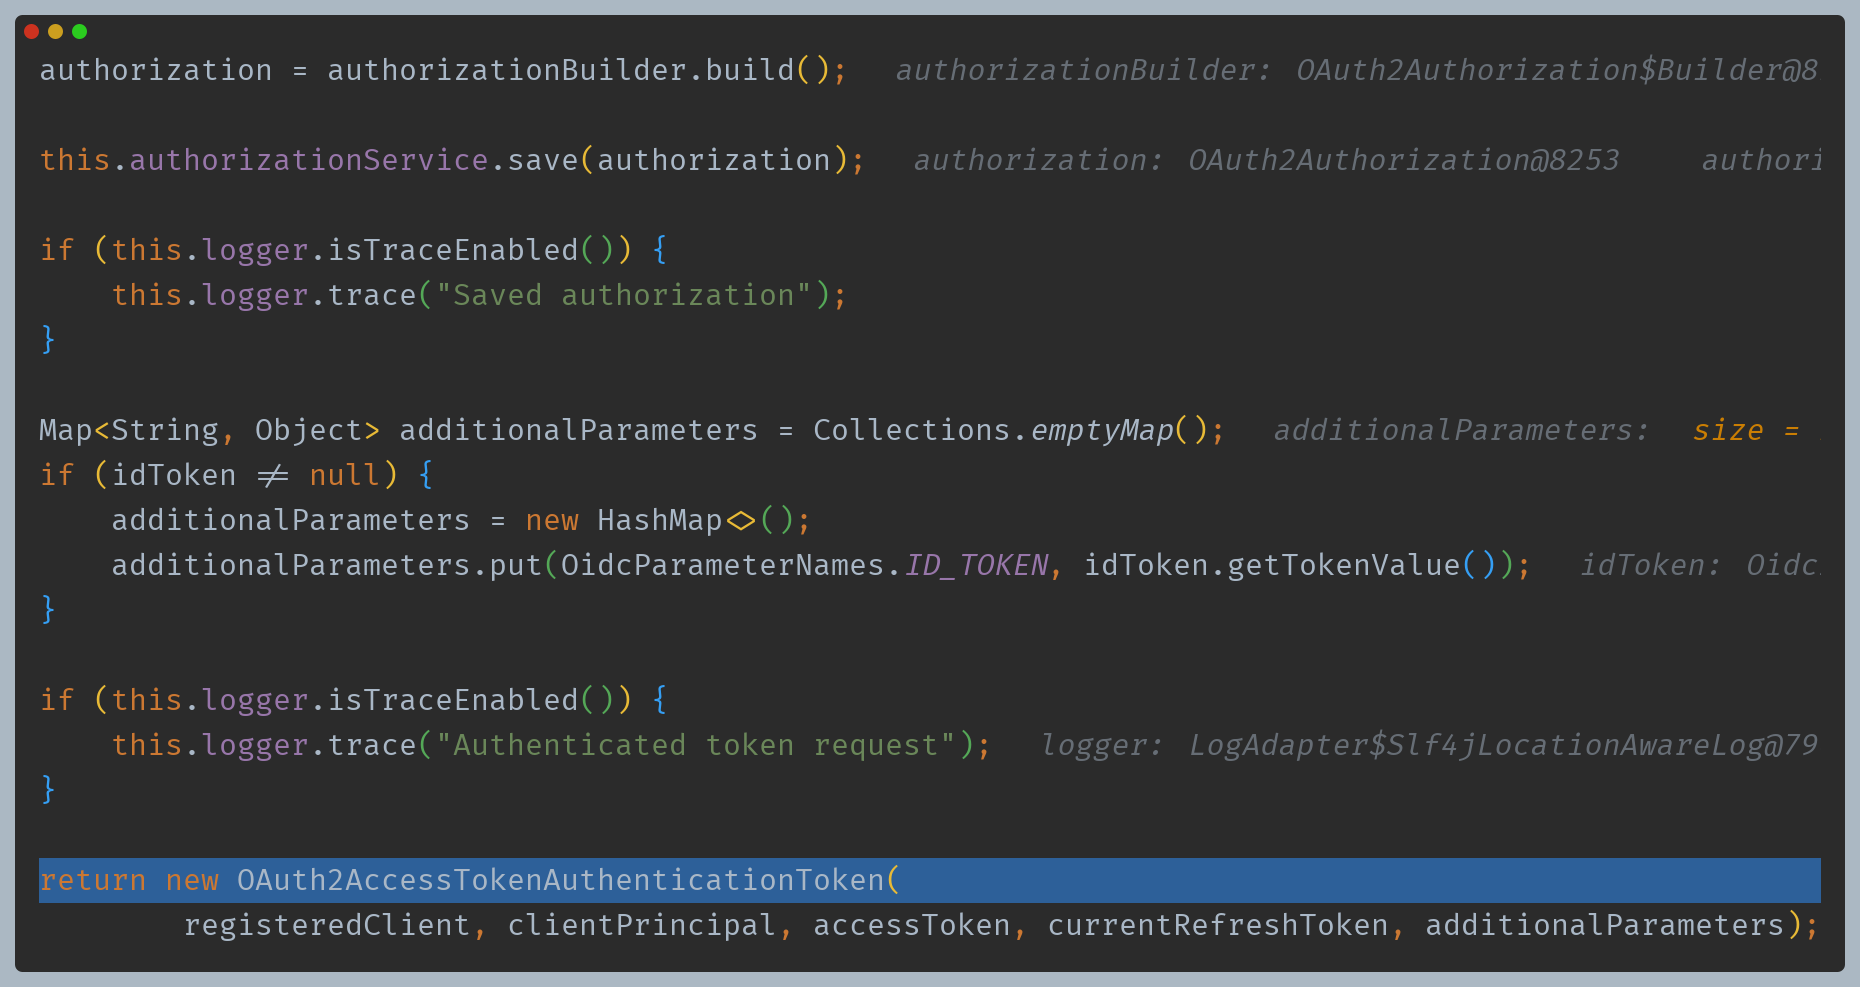 authorization = authorizationBuilder.build();  authorizationBuilder: OAuth2Authorization$Builder@8
this.authorizationService.save(authorization);  authorization: OAuth2Authorization@8253  authori
if (this.logger.isTraceEnabled()) {
this.logger.trace("Saved authorization");
}
Map<String, Object> additionalParameters = Collections.emptyMap();  additionalParameters:  size =
if (idToken != null) {
additionalParameters = new HashMap<>();
additionalParameters.put(OidcParameterNames.ID_TOKEN, idToken.getTokenValue());  idToken: Oidc
}
if (this.logger.isTraceEnabled()) {
this.logger.trace("Authenticated token request");  logger: LogAdapter$Slf4jLocationAwareLog@79
}
return new OAuth2AccessTokenAuthenticationToken(
registeredClient, clientPrincipal, accessToken, currentRefreshToken, additionalParameters);